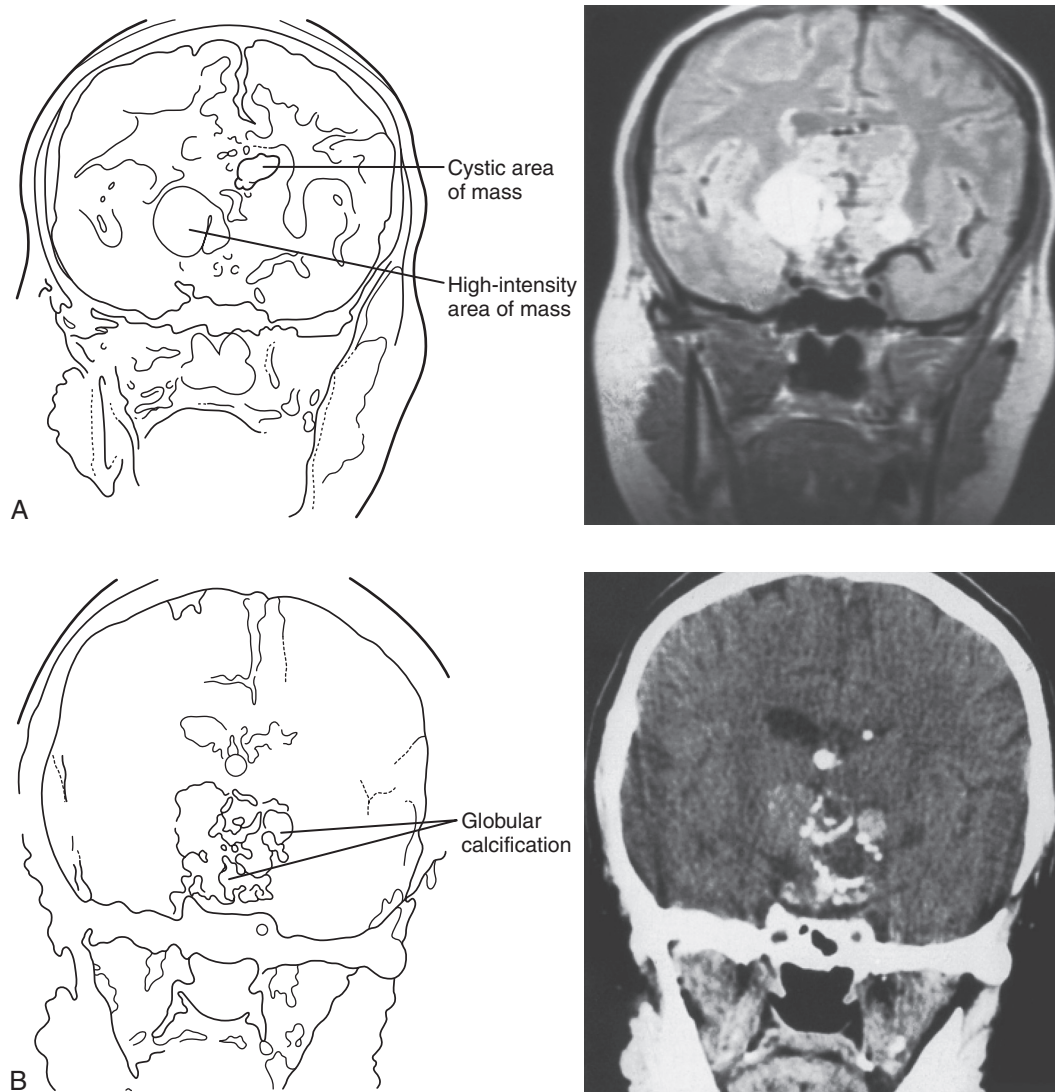 Cystic area
of mass
High-intensity
area of mass
A
Globular
calcification
B